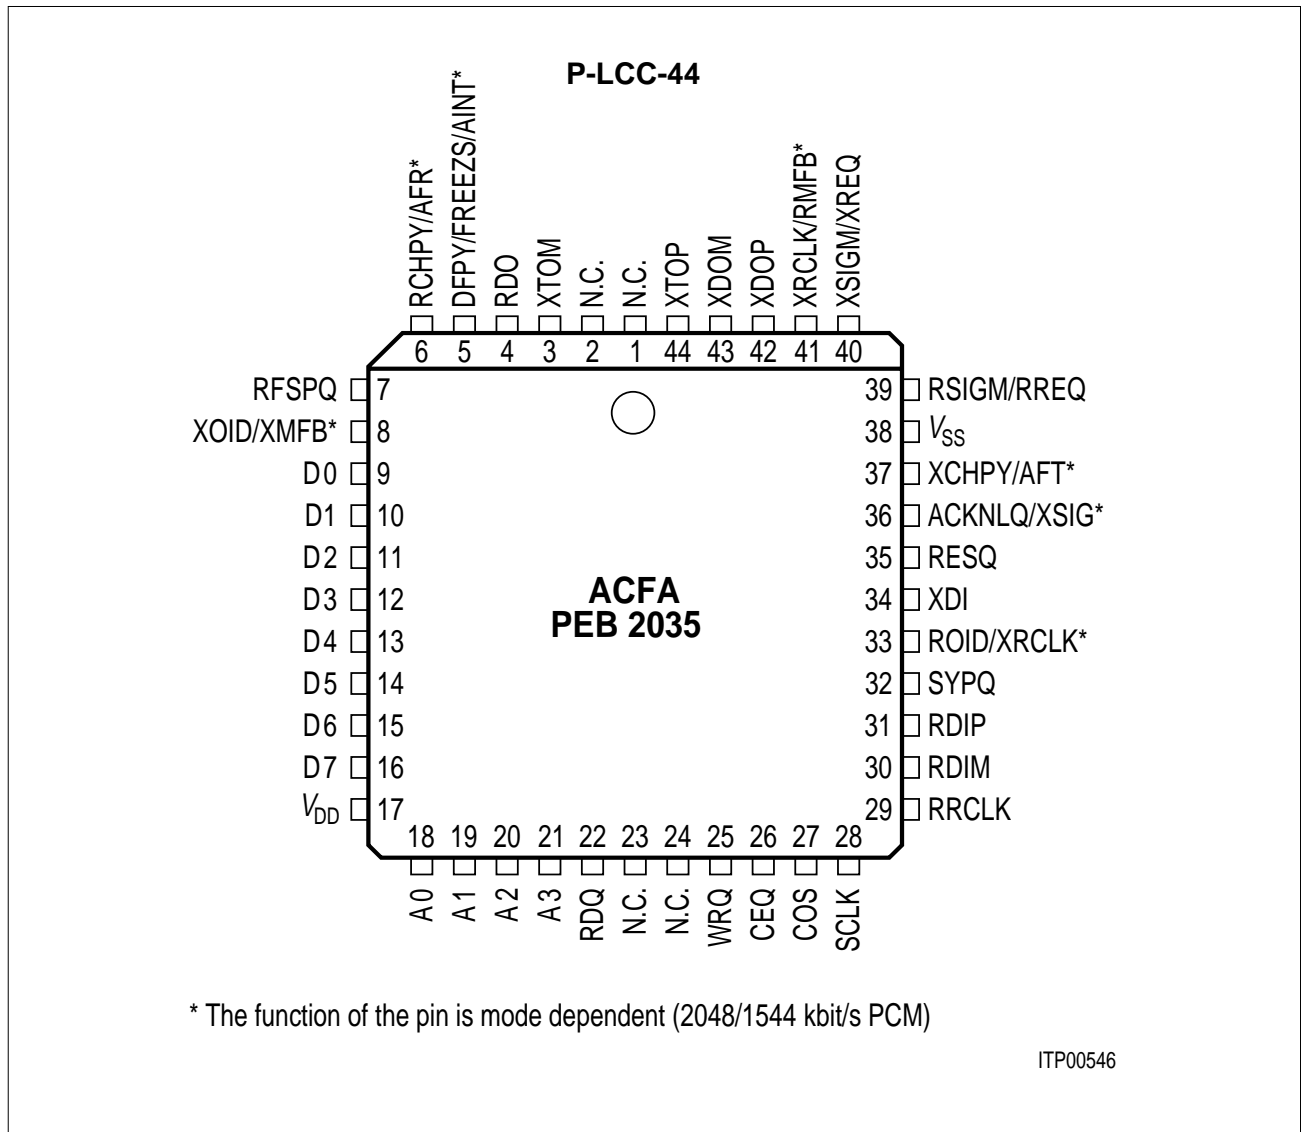 P-LCC-44
RCHPY/AFR*
DFPY/FREEZS/AINT*
RDO
XTOM
N.C.
N.C.
XTOP
XDOM
XDOP
XRCLK/RMFB*
XSIGM/XREQ
6 5 4 3 2 1 44 43 42 41 40
RFSPQ 7
XOID/XMFB* 8
D0 9
D1 10
D2 11
D3 12
D4 13
D5 14
D6 15
D7 16
VDD 17
39 RSIGM/RREQ
38 VSS
37 XCHPY/AFT*
36 ACKNLQ/XSIG*
35 RESQ
34 XDI
33 ROID/XRCLK*
32 SYPQ
31 RDIP
30 RDIM
29 RRCLK
ACFA
PEB 2035
18 19 20 21 22 23 24 25 26 27 28
A0
A1
A2
A3
RDQ
N.C.
N.C.
WRQ
CEQ
COS
SCLK
* The function of the pin is mode dependent (2048/1544 kbit/s PCM)
ITP00546